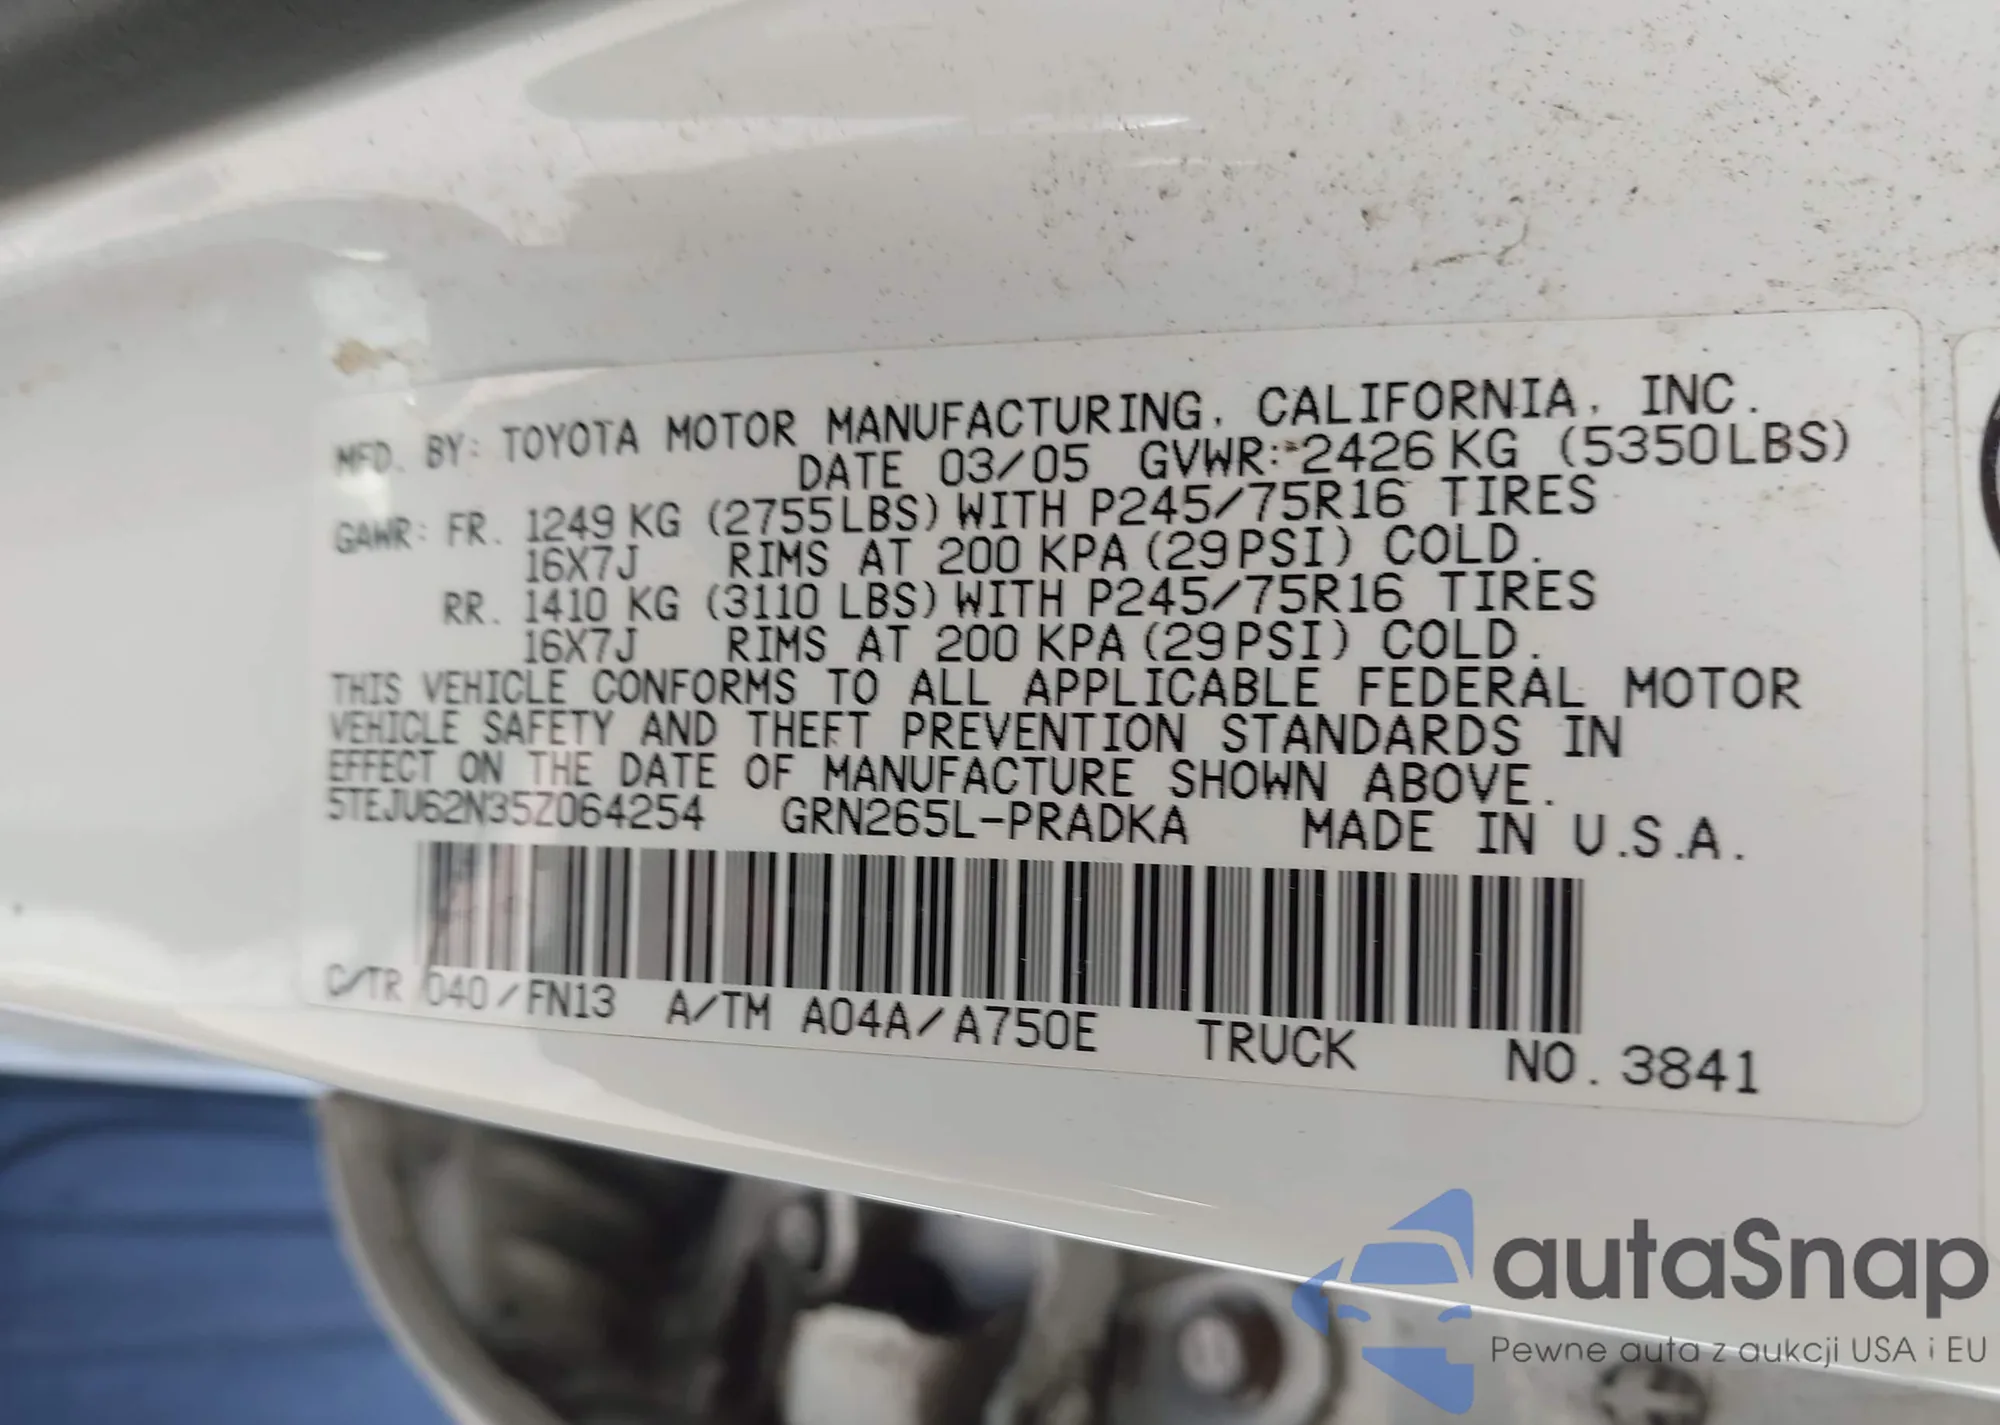 MFD. BY: TOYOTA MOTOR MANUFACTURING, CALIFORNIA, INC.
DATE 03/05 GVWR: 2426 KG (5350LBS)
GAWR: FR. 1249 KG (2755LBS) WITH P245/75R16 TIRES
16X7J RIMS AT 200 KPA (29PSI) COLD.
RR. 1410 KG (3110 LBS) WITH P245/75R16 TIRES
16X7J RIMS AT 200 KPA (29PSI) COLD.
THIS VEHICLE CONFORMS TO ALL APPLICABLE FEDERAL MOTOR
VEHICLE SAFETY AND THEFT PREVENTION STANDARDS IN
EFFECT ON THE DATE OF MANUFACTURE SHOWN ABOVE.
5TEJU62N35Z064254 GRN265L-PRADKA MADE IN U.S.A.
C/TR 040/FN13 A/TM A04A/A750E TRUCK NO. 3841
autaSnap
Pewne auta z aukcji USA i EU